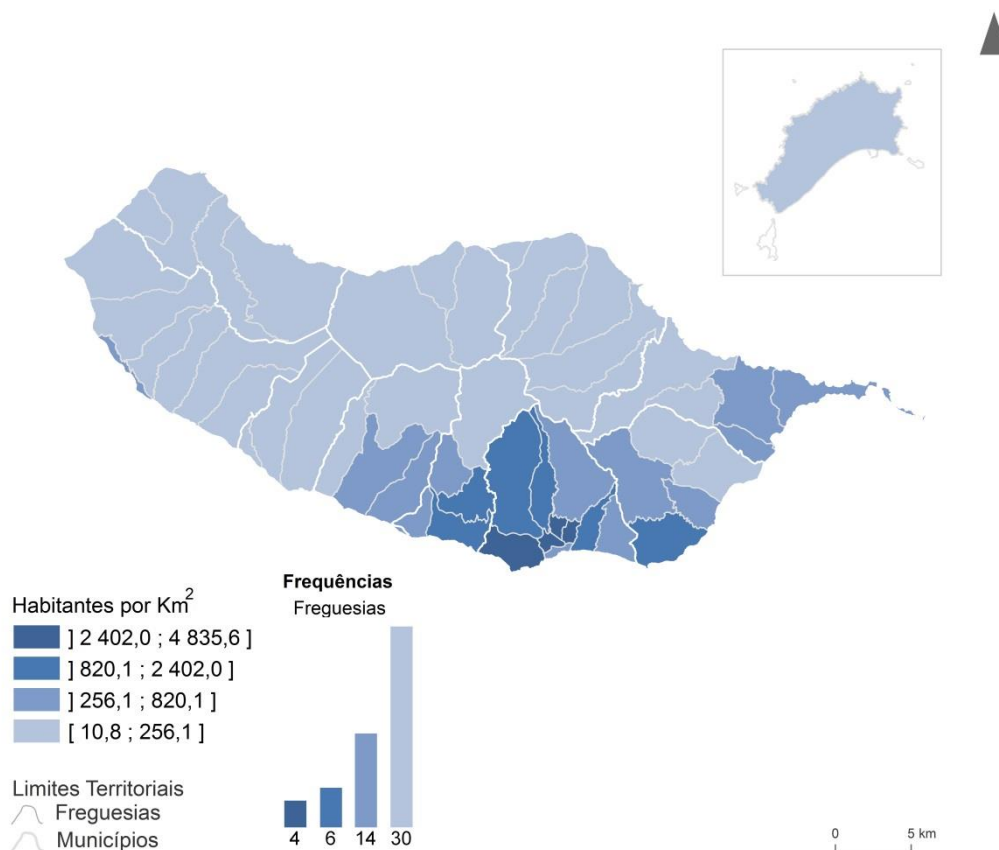 Habitantes por Km²
] 2 402,0 ; 4 835,6 ]
] 820,1 ; 2 402,0 ]
] 256,1 ; 820,1 ]
[ 10,8 ; 256,1 ]
Limites Territoriais
Freguesias
Municípios
Frequências
Freguesias
4 6 14 30
0 5 km